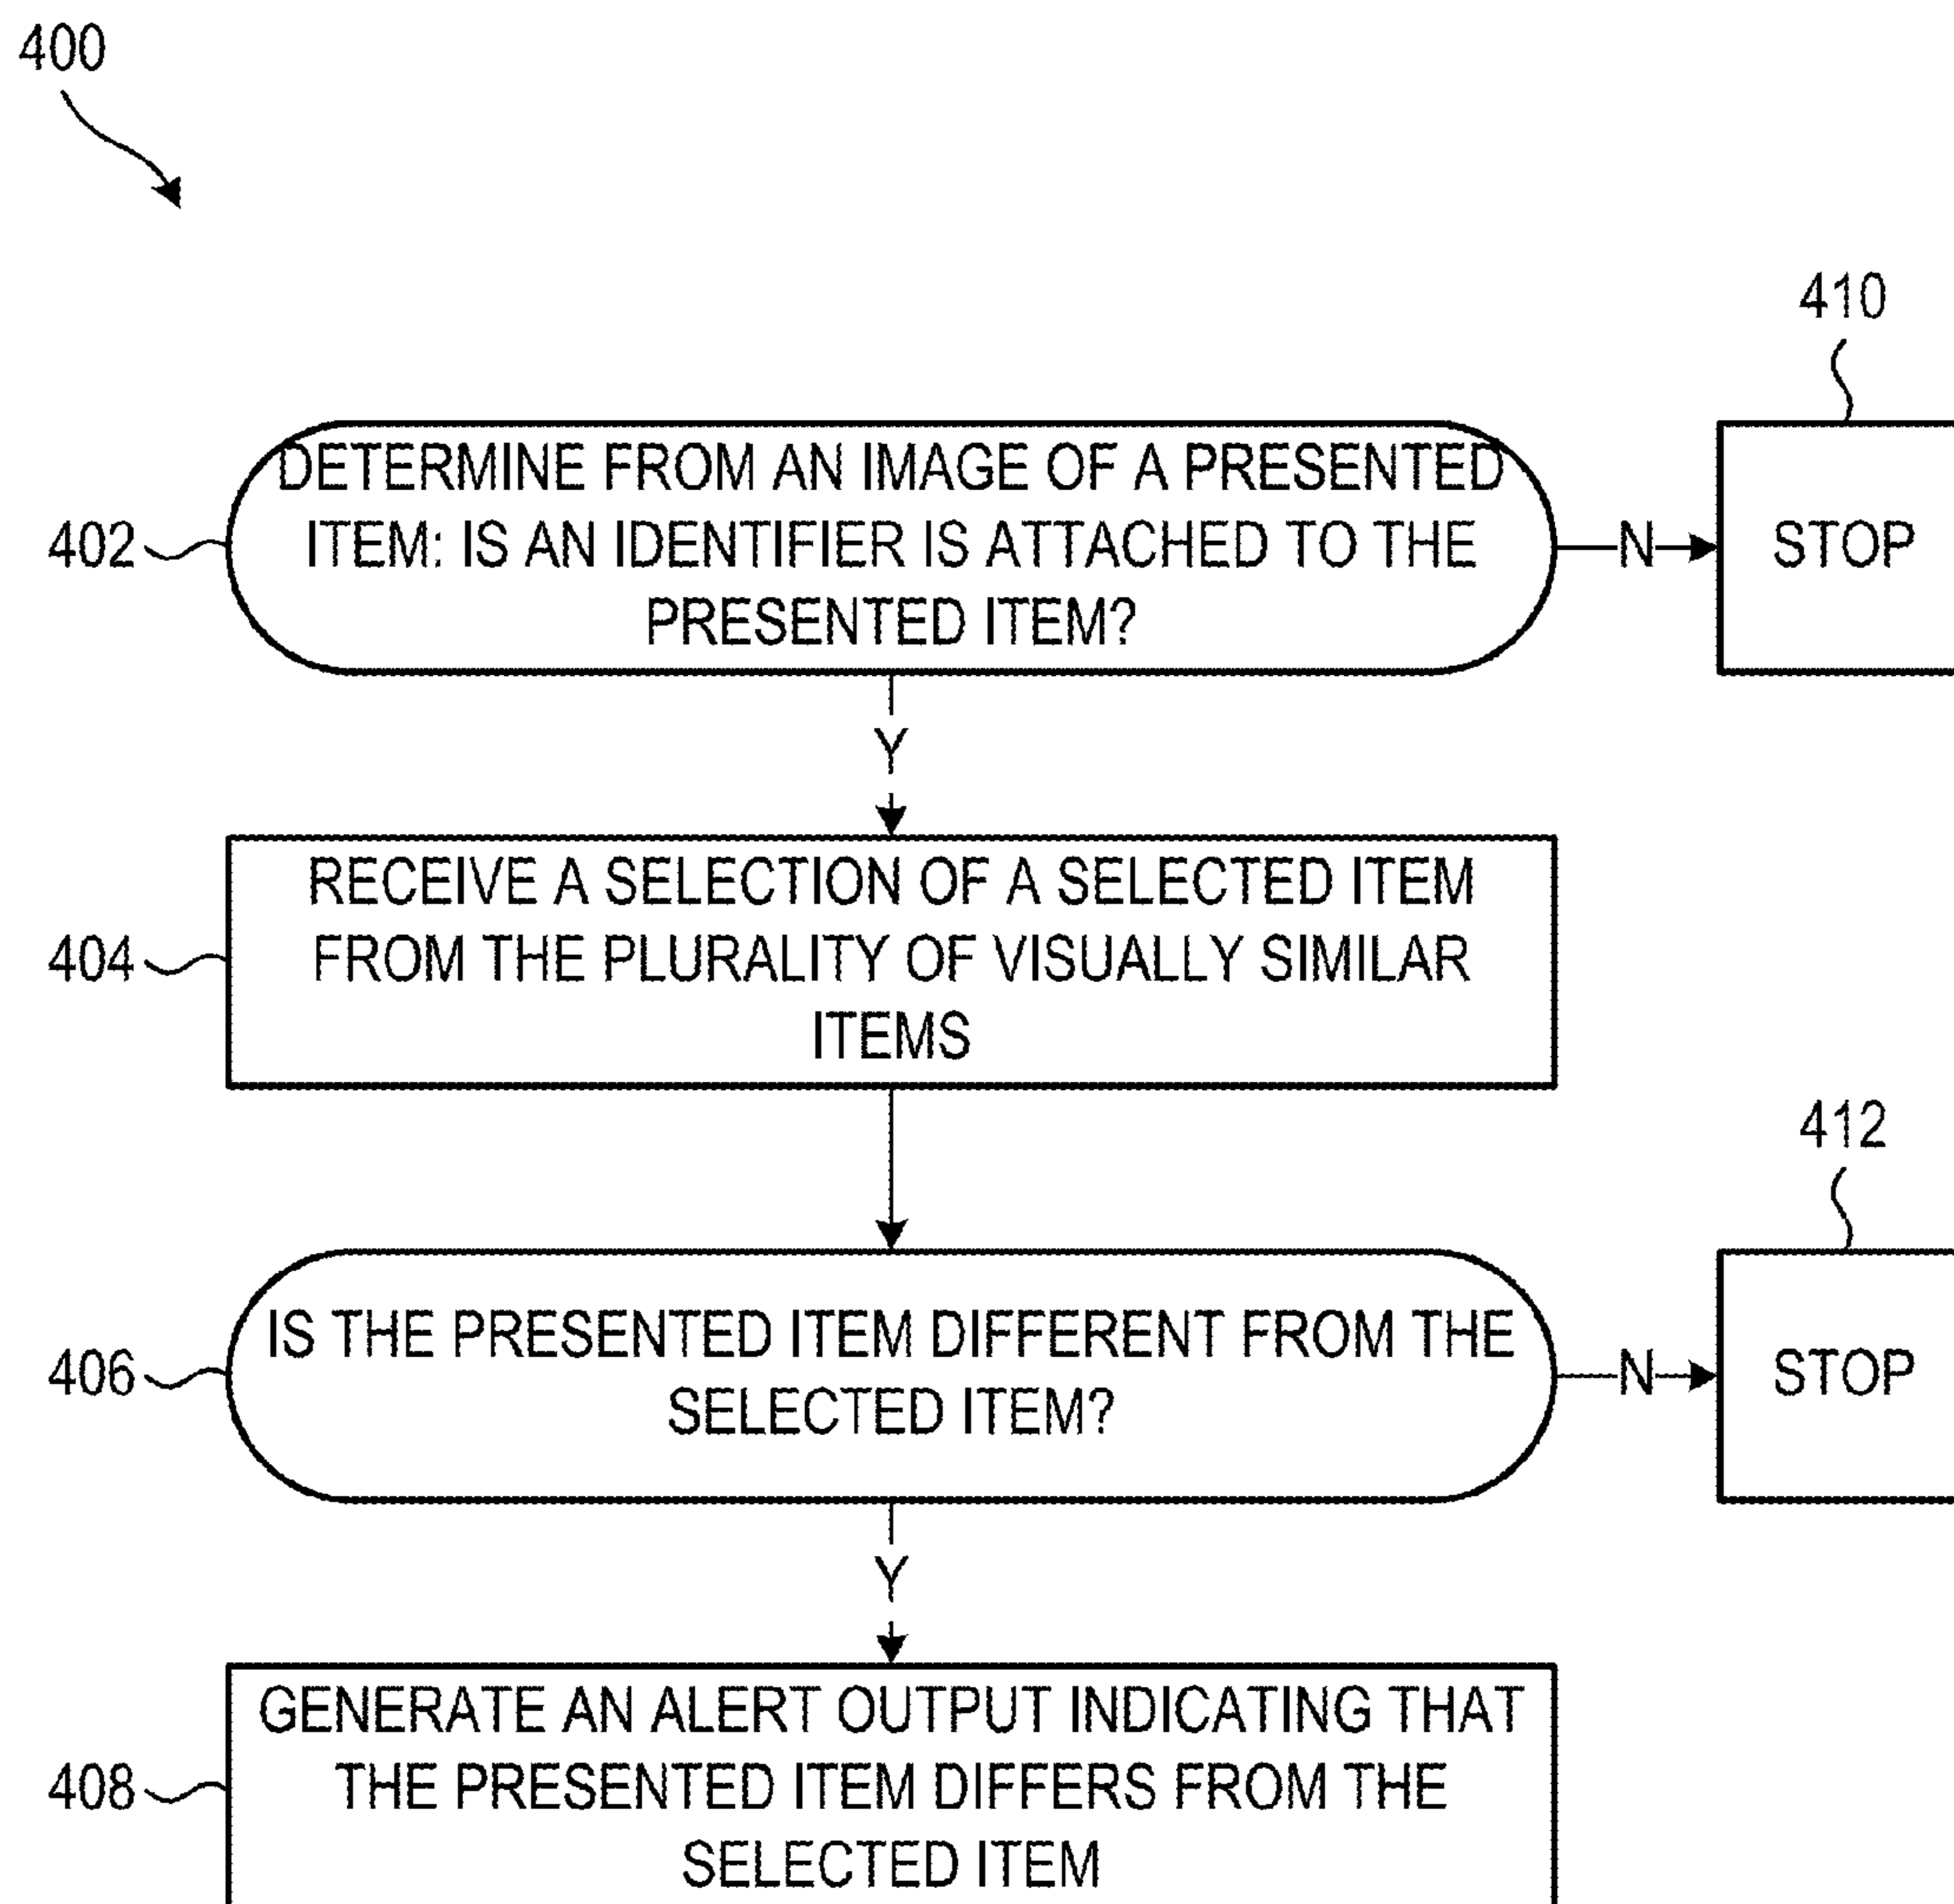 400
410
402
DETERMINE FROM AN IMAGE OF A PRESENTED
ITEM: IS AN IDENTIFIER IS ATTACHED TO THE
PRESENTED ITEM?
N
STOP
Y
404
RECEIVE A SELECTION OF A SELECTED ITEM
FROM THE PLURALITY OF VISUALLY SIMILAR
ITEMS
412
406
IS THE PRESENTED ITEM DIFFERENT FROM THE
SELECTED ITEM?
N
STOP
Y
408
GENERATE AN ALERT OUTPUT INDICATING THAT
THE PRESENTED ITEM DIFFERS FROM THE
SELECTED ITEM